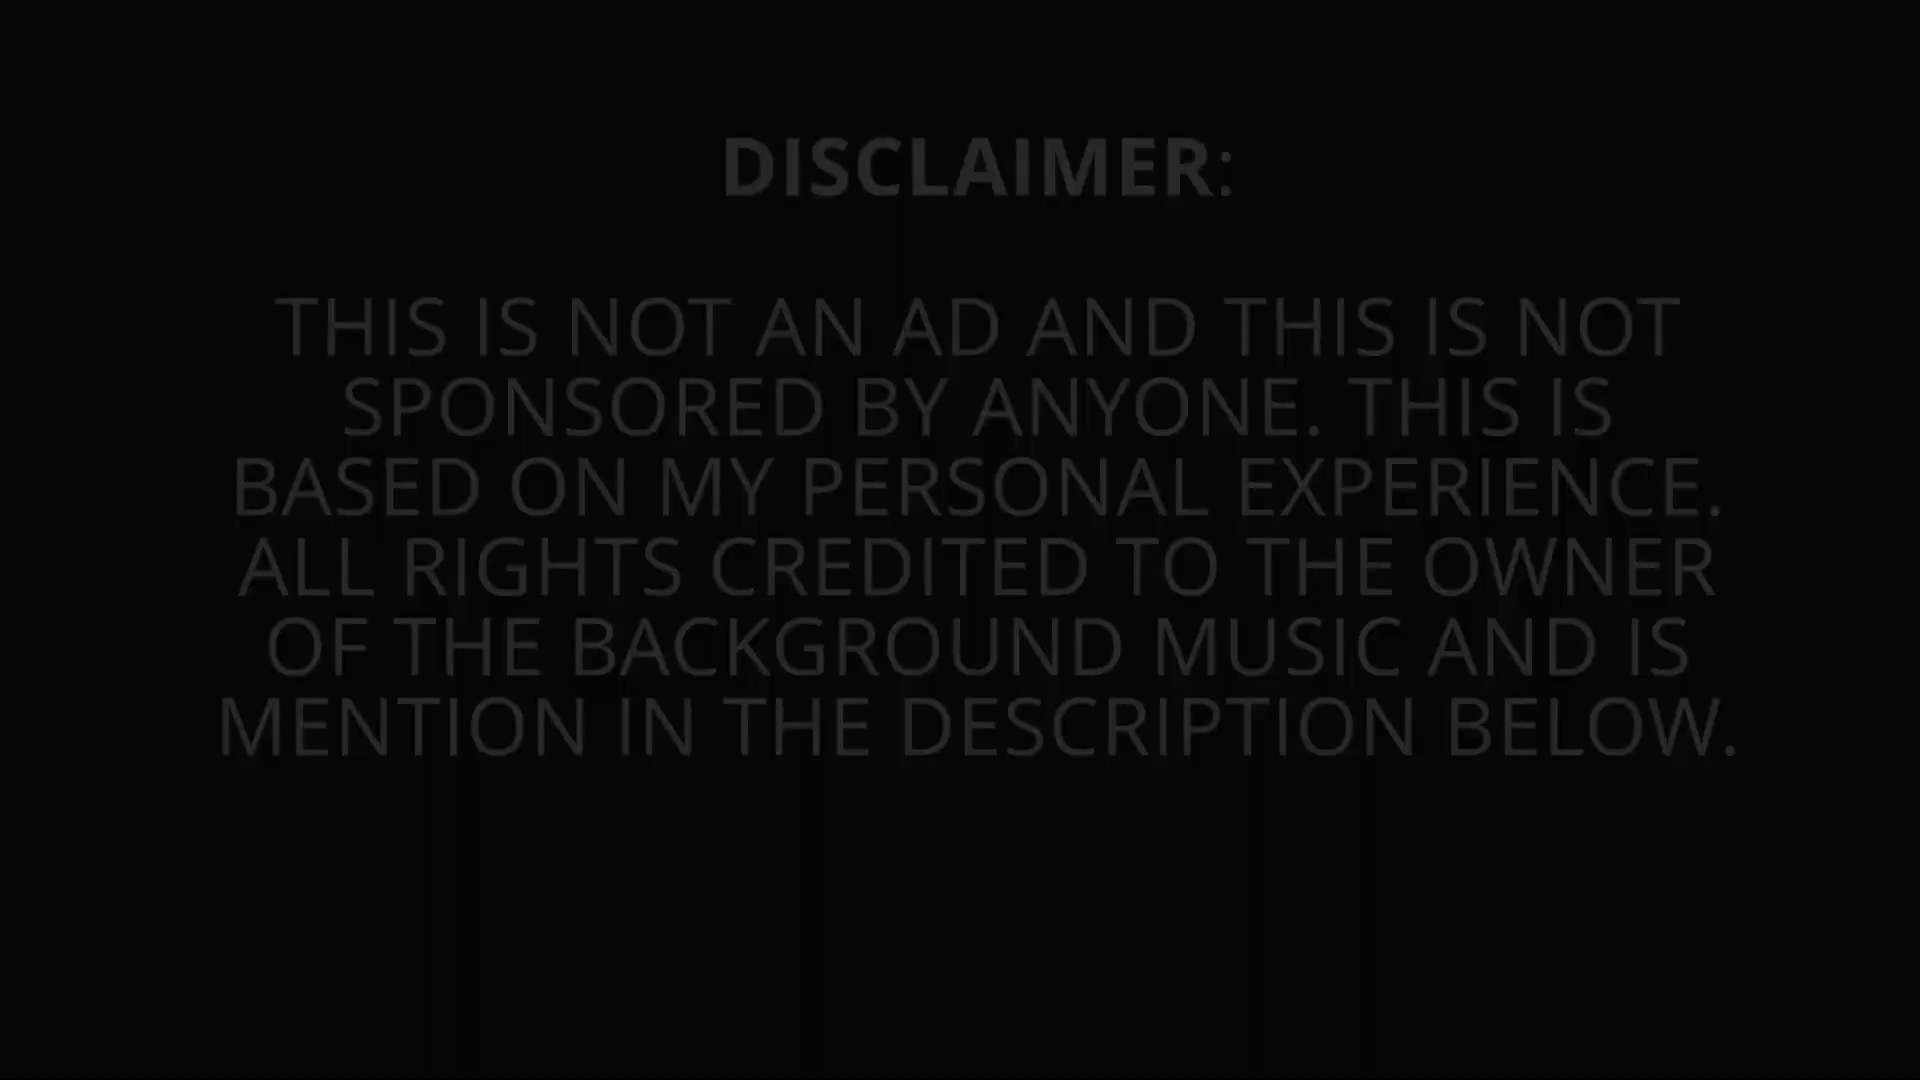 DISCLAIMER:
THIS IS NOT AN AD AND THIS IS NOT
SPONSORED BY ANYONE. THIS IS
BASED ON MY PERSONAL EXPERIENCE.
ALL RIGHTS CREDITED TO THE OWNER
OF THE BACKGROUND MUSIC AND IS
MENTION IN THE DESCRIPTION BELOW.